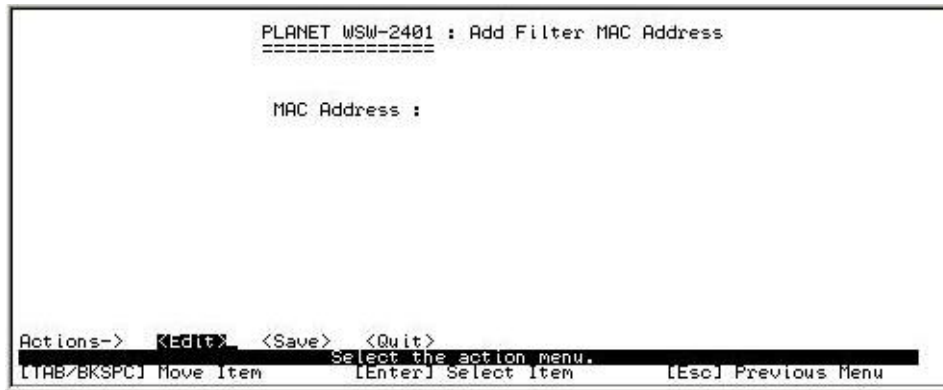 PLANET WSW-2401 : Add Filter MAC Address
===============
MAC Address :
Actions-> <Edit> <Save> <Quit>
Select the action menu.
[TAB/BKSPC] Move Item [Enter] Select Item [Esc] Previous Menu